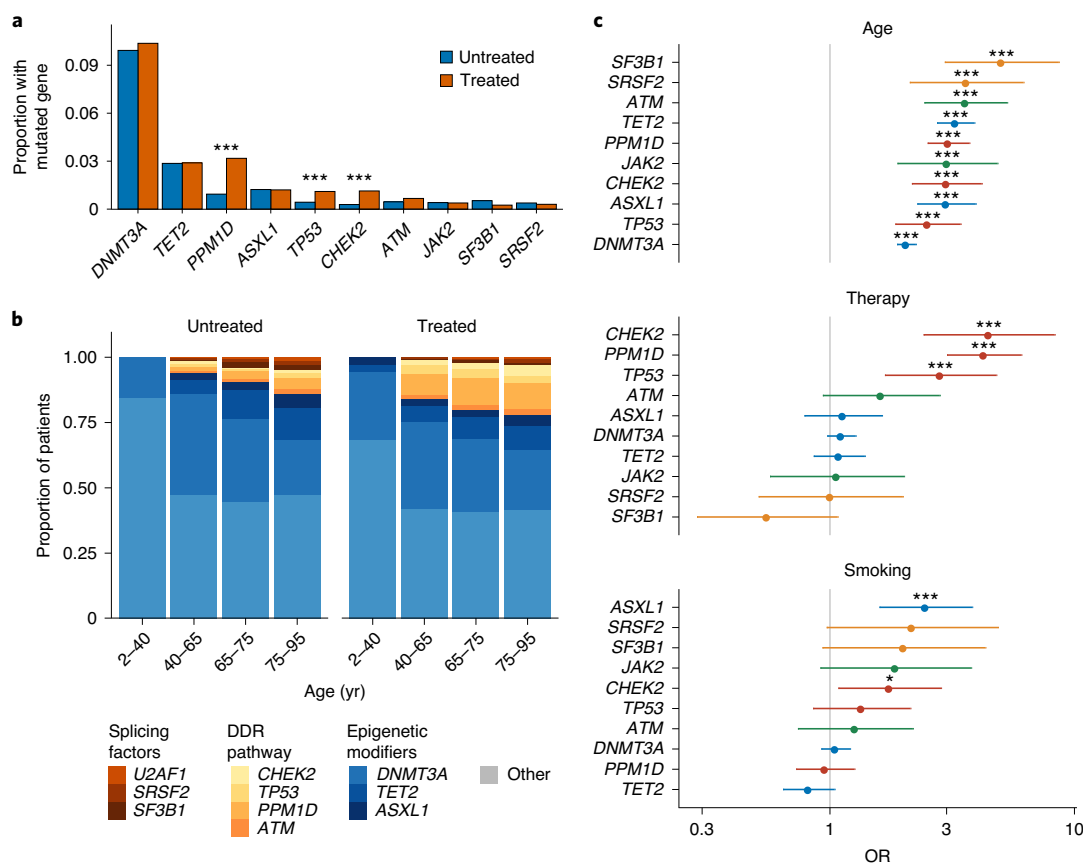 a
Proportion with
mutated gene
0.09
0.06
0.03
0
Untreated
Treated
***
***
***
DNMT3A
TET2
PPM1D
ASXL1
TP53
CHEK2
ATM
JAK2
SF3B1
SRSF2
b
Untreated
Treated
Proportion of patients
1.00
0.75
0.50
0.25
0
2–40
40–65
65–75
75–95
2–40
40–65
65–75
75–95
Age (yr)
Splicing
factors
U2AF1
SRSF2
SF3B1
DDR
pathway
CHEK2
TP53
PPM1D
ATM
Epigenetic
modifiers
DNMT3A
TET2
ASXL1
Other
c
Age
SF3B1 ***
SRSF2 ***
ATM ***
TET2 ***
PPM1D ***
JAK2 ***
CHEK2 ***
ASXL1 ***
TP53 ***
DNMT3A ***
Therapy
CHEK2 ***
PPM1D ***
TP53 ***
ATM
ASXL1
DNMT3A
TET2
JAK2
SRSF2
SF3B1
Smoking
ASXL1 ***
SRSF2
SF3B1
JAK2
CHEK2 *
TP53
ATM
DNMT3A
PPM1D
TET2
0.3 1 3 10
OR